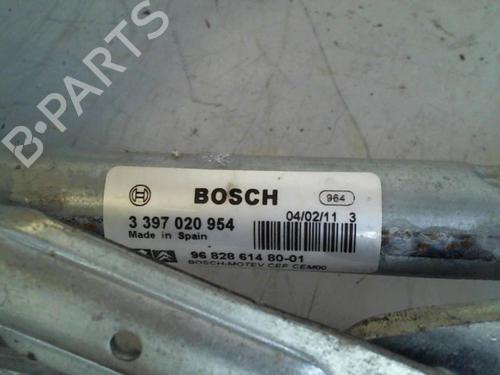 B-PARTS
BOSCH
964
3 397 020 954
04/02/11 3
Made in Spain
96 828 614 80-01
BOSCH-MOTEV CEF CEM00